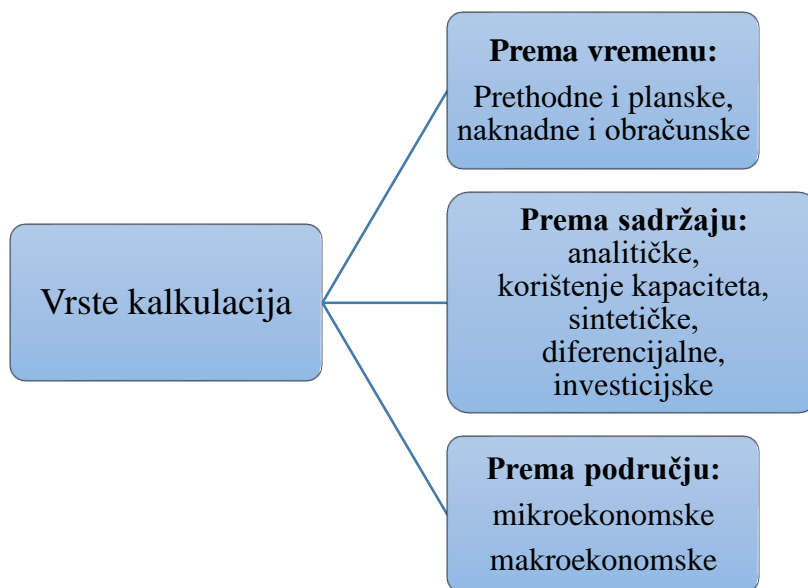 Vrste kalkulacija
Prema vremenu:
Prethodne i planske,
naknadne i obračunske
Prema sadržaju:
analitičke,
korištenje kapaciteta,
sintetičke,
diferencijalne,
investicijske
Prema području:
mikroekonomske
makroekonomske